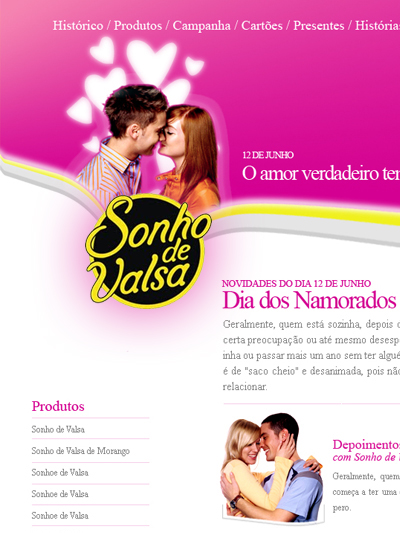 Histórico / Produtos / Campanha / Cartões / Presentes / Histórias
12 DE JUNHO
O amor verdadeiro ten
Sonho
de
Valsa
NOVIDADES DO DIA 12 DE JUNHO
Dia dos Namorados
Geralmente, quem está sozinha, depois d
certa preocupação ou até mesmo desesp
inha ou passar mais um ano sem ter algué
é de "saco cheio" e desanimada, pois não
relacionar.
Produtos
Sonho de Valsa
Sonho de Valsa de Morango
Sonhoe de Valsa
Sonhoe de Valsa
Sonhoe de Valsa
Depoimentos
com Sonho de V
Geralmente, quem
começa a ter uma c
pero.